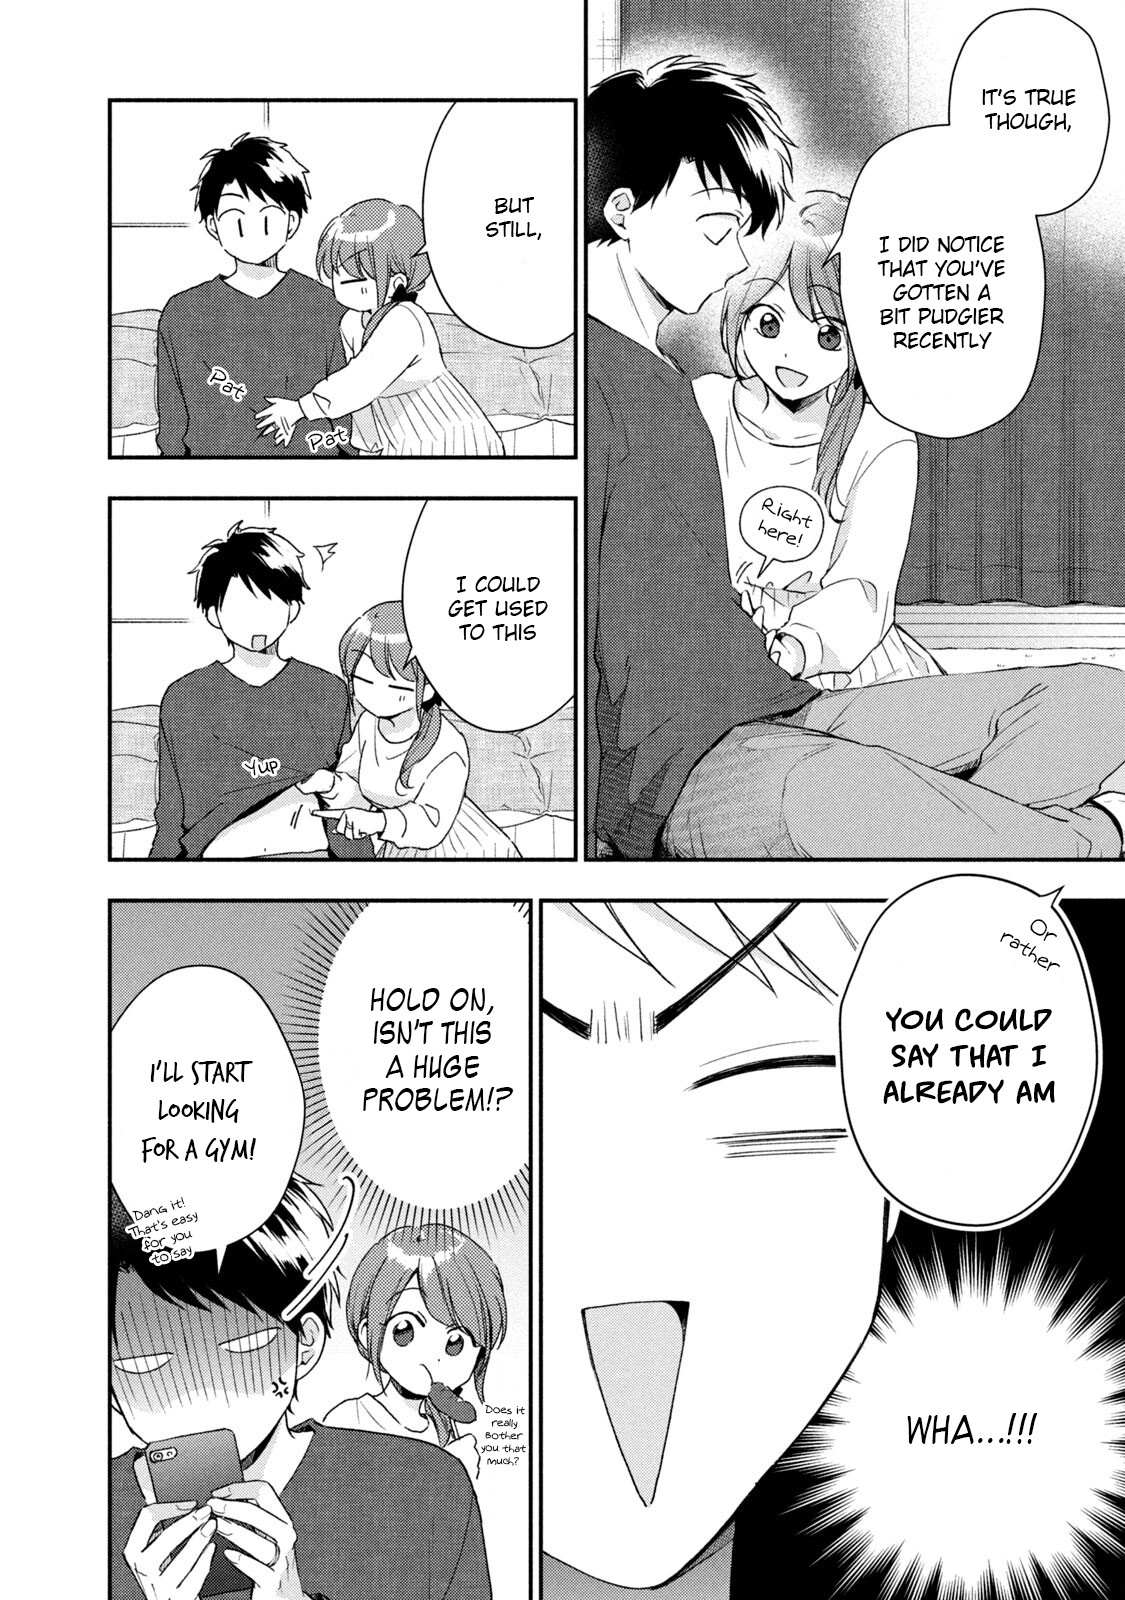 IT'S TRUE
THOUGH,
I DID NOTICE
THAT YOU'VE
GOTTEN A
BIT PUDGIER
RECENTLY
Right
here!
BUT
STILL,
Pat
Pat
I COULD
GET USED
TO THIS
Yup
Or
rather
YOU COULD
SAY THAT I
ALREADY AM
WHA...!!!
HOLD ON,
ISN'T THIS
A HUGE
PROBLEM!?
I'LL START
LOOKING
FOR A GYM!
Dang it!
That's easy
for you
to say
Does it
really
Bother
you that
much?